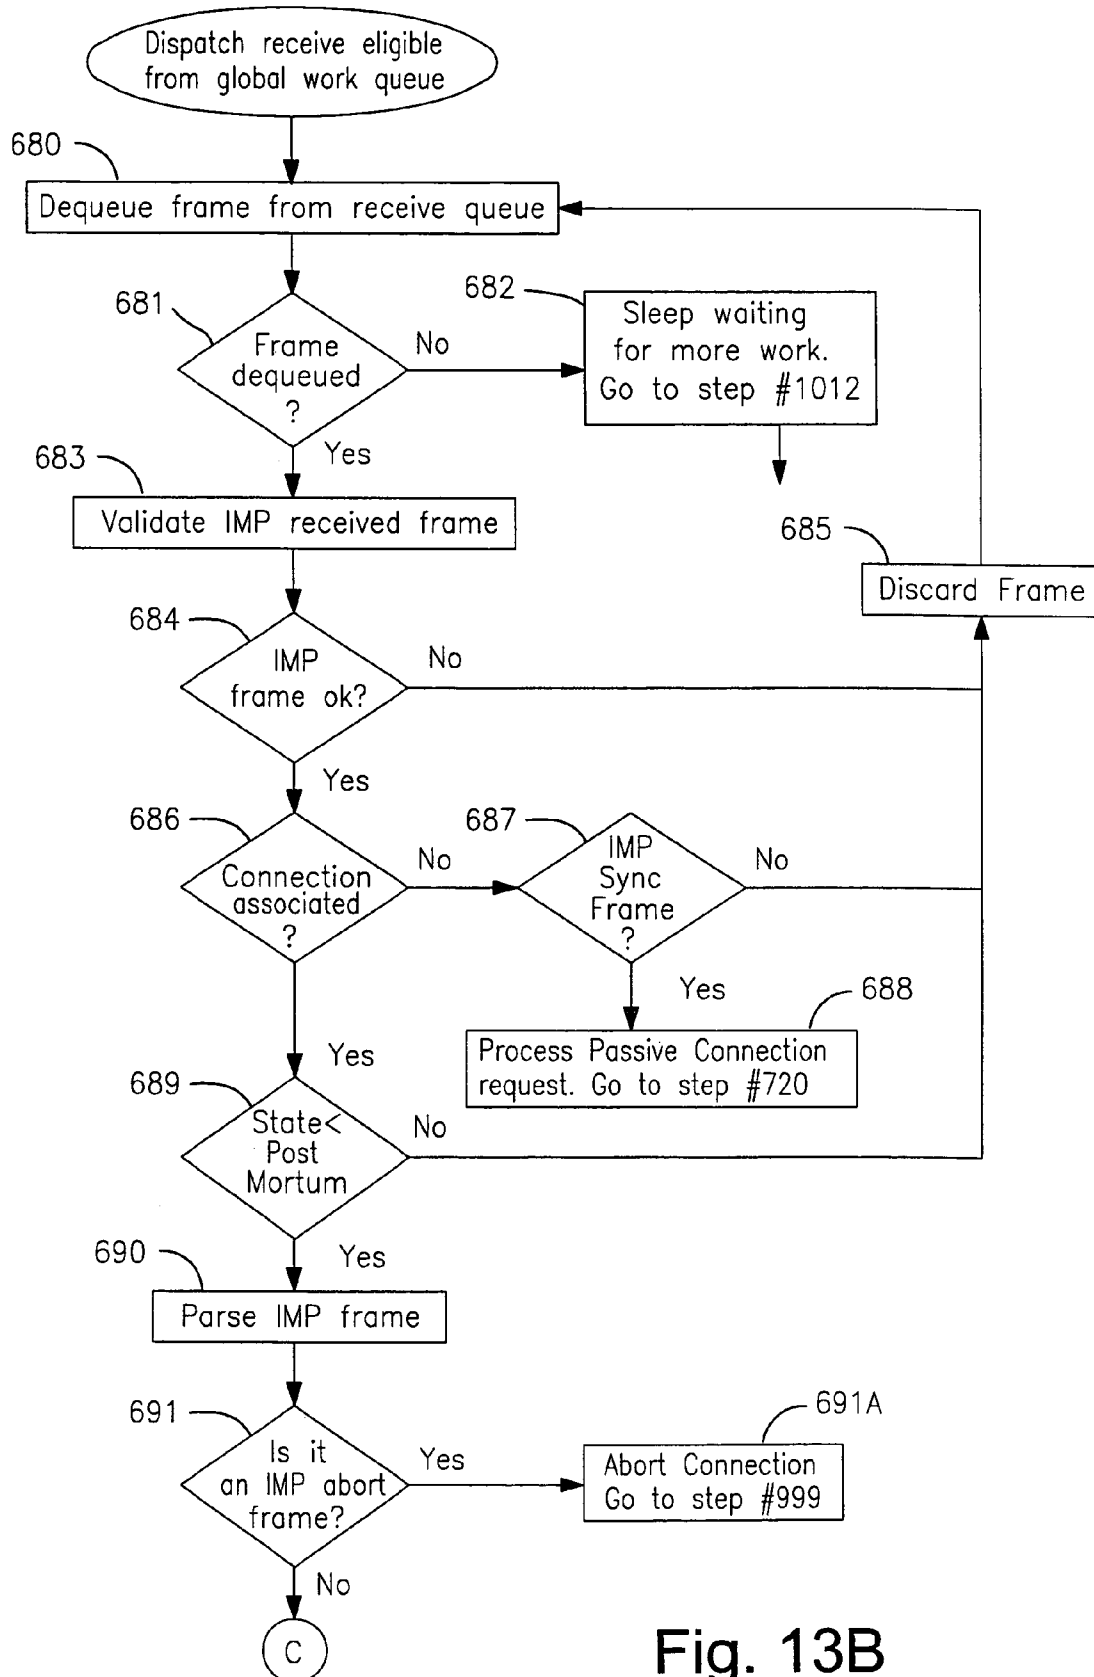 Dispatch receive eligible
from global work queue
680
Dequeue frame from receive queue
681
Frame
dequeued
?
No
682
Sleep waiting
for more work.
Go to step #1012
Yes
683
Validate IMP received frame
685
Discard Frame
684
IMP
frame ok?
No
Yes
686
Connection
associated
?
No
687
IMP
Sync
Frame
?
No
Yes
688
Process Passive Connection
request. Go to step #720
Yes
689
State<
Post
Mortum
No
Yes
690
Parse IMP frame
691
Is it
an IMP abort
frame?
Yes
691A
Abort Connection
Go to step #999
No
C
Fig. 13B